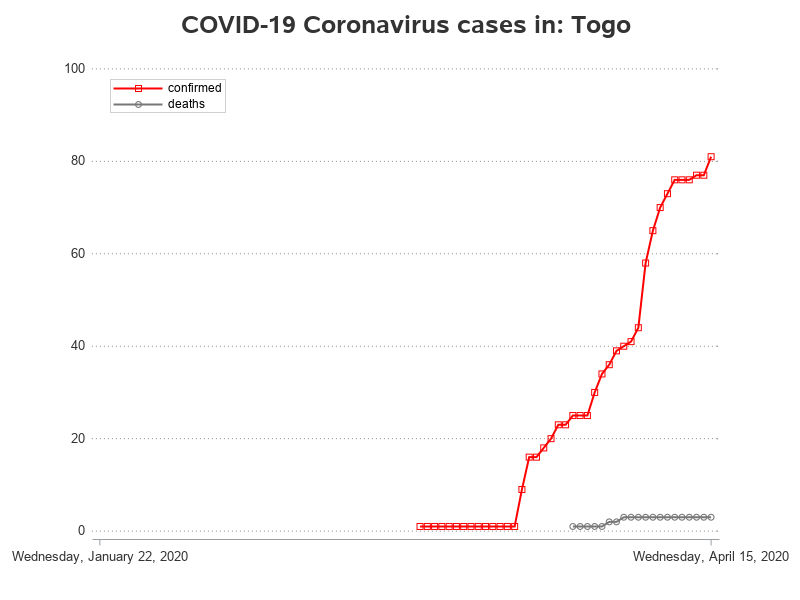 COVID-19 Coronavirus cases in: Togo
100
confirmed
deaths
80
60
40
20
0
Wednesday, January 22, 2020
Wednesday, April 15, 2020